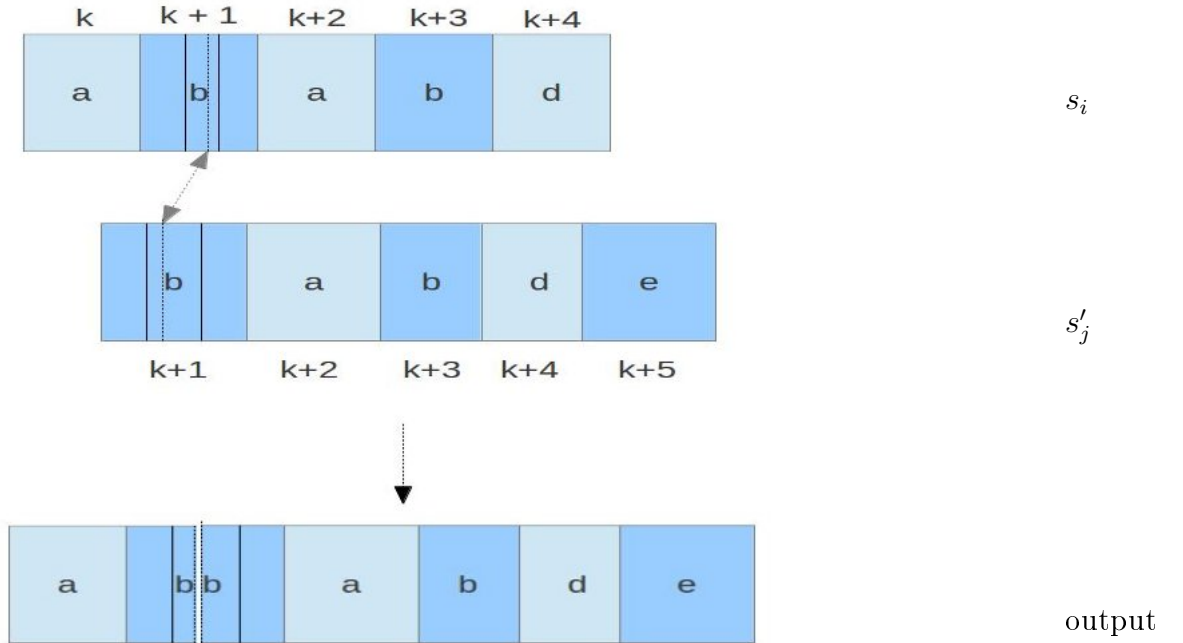 k k + 1 k+2 k+3 k+4
a b a b d
s_i
b a b d e
s'_j
k+1 k+2 k+3 k+4 k+5
a b b a b d e
output